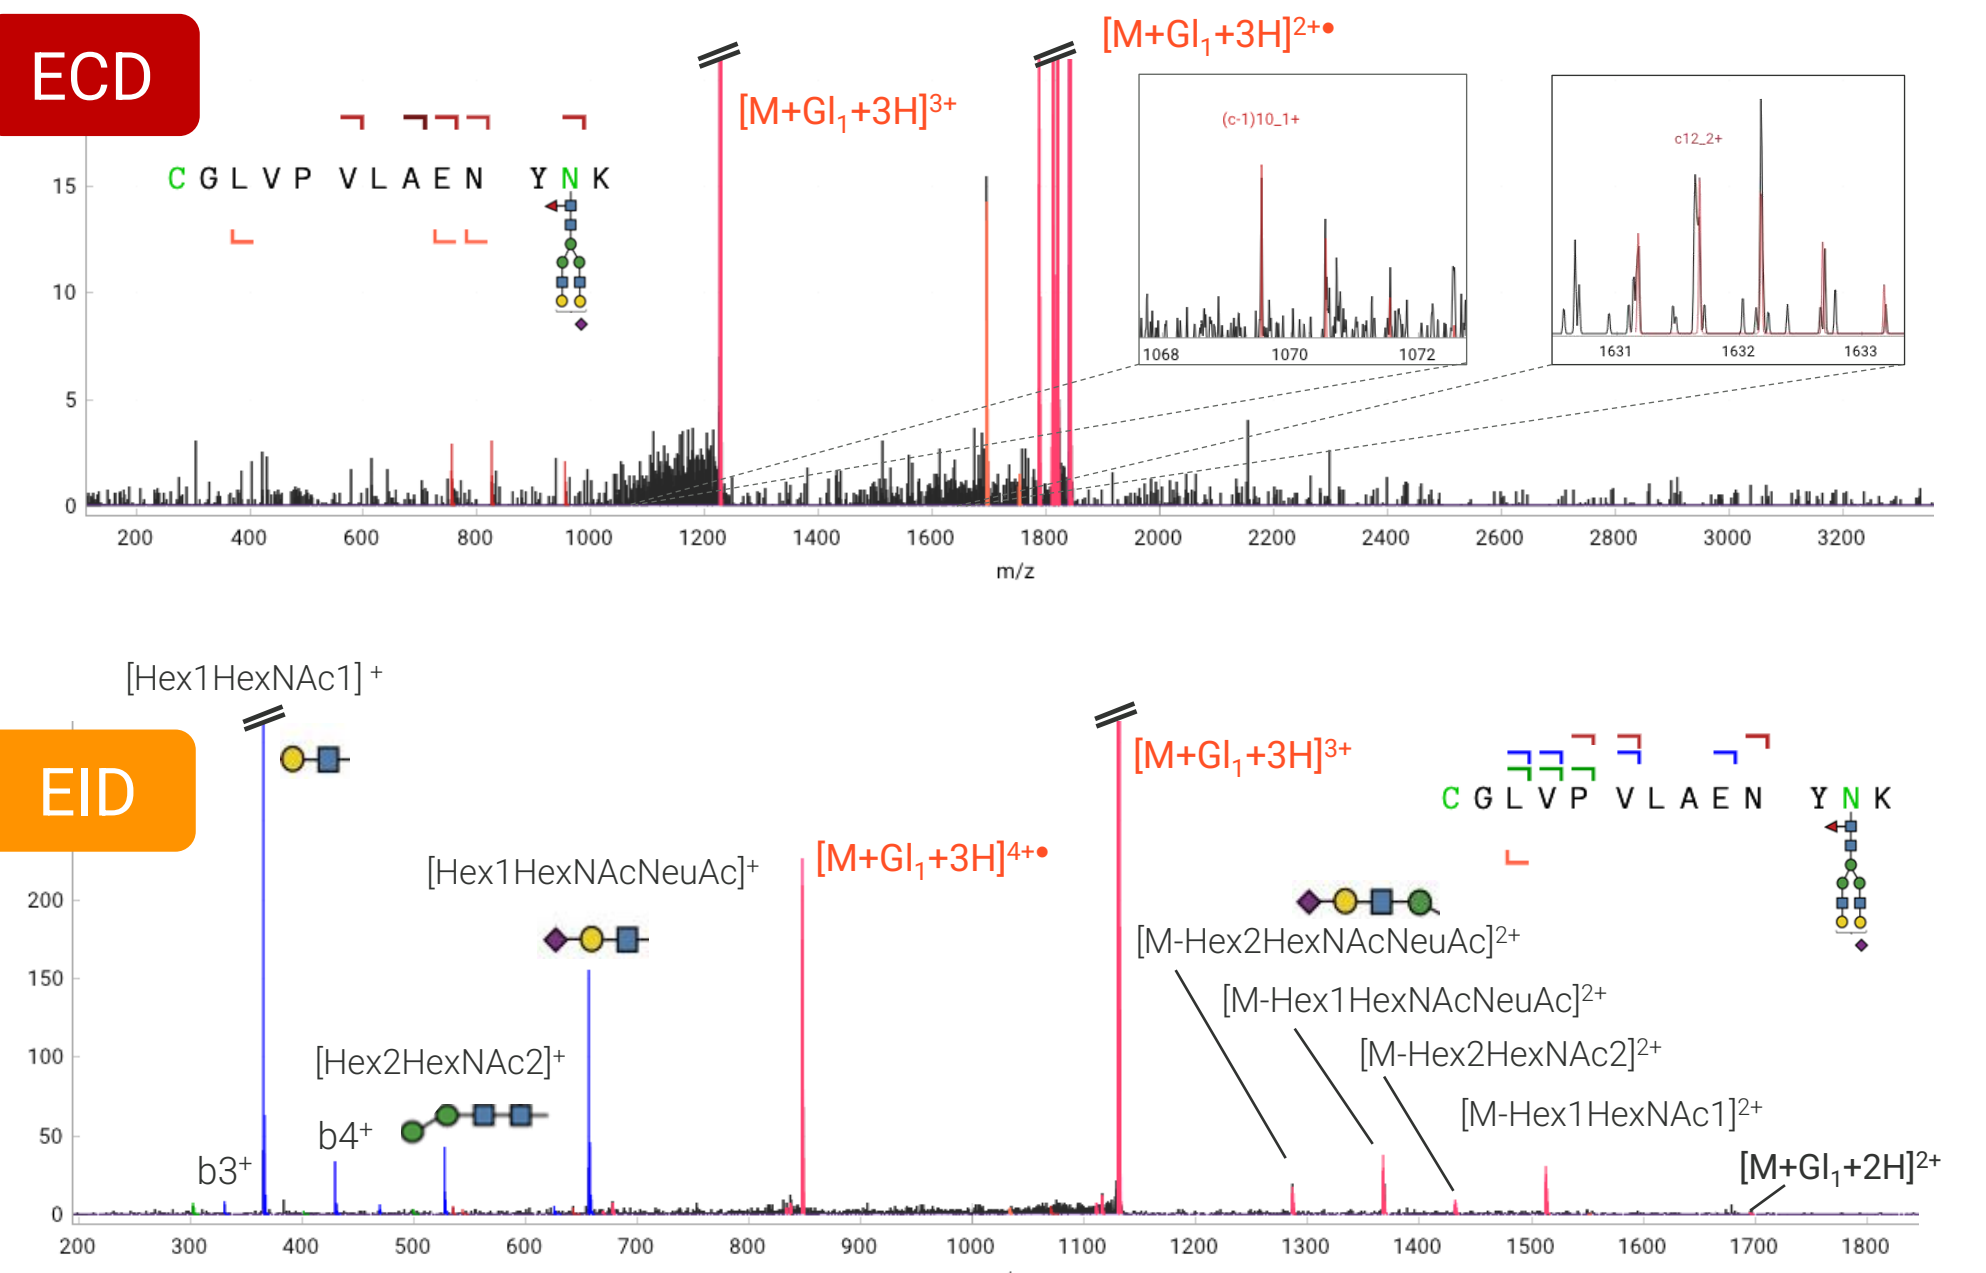 ECD
[M+Gl1+3H]2+•
[M+Gl1+3H]3+
(c-1)10_1+
c12_2+
C G L V P V L A E N Y N K
15
10
5
0
1068 1070 1072
1631 1632 1633
200 400 600 800 1000 1200 1400 1600 1800 2000 2200 2400 2600 2800 3000 3200
m/z
[Hex1HexNAc1] +
EID
[M+Gl1+3H]3+
C G L V P V L A E N Y N K
[Hex1HexNAcNeuAc]+
[M+Gl1+3H]4+•
[M-Hex2HexNAcNeuAc]2+
[M-Hex1HexNAcNeuAc]2+
[Hex2HexNAc2]+
[M-Hex2HexNAc2]2+
[M-Hex1HexNAc1]2+
b4+
b3+
[M+Gl1+2H]2+
200
150
100
50
0
200 300 400 500 600 700 800 900 1000 1100 1200 1300 1400 1500 1600 1700 1800